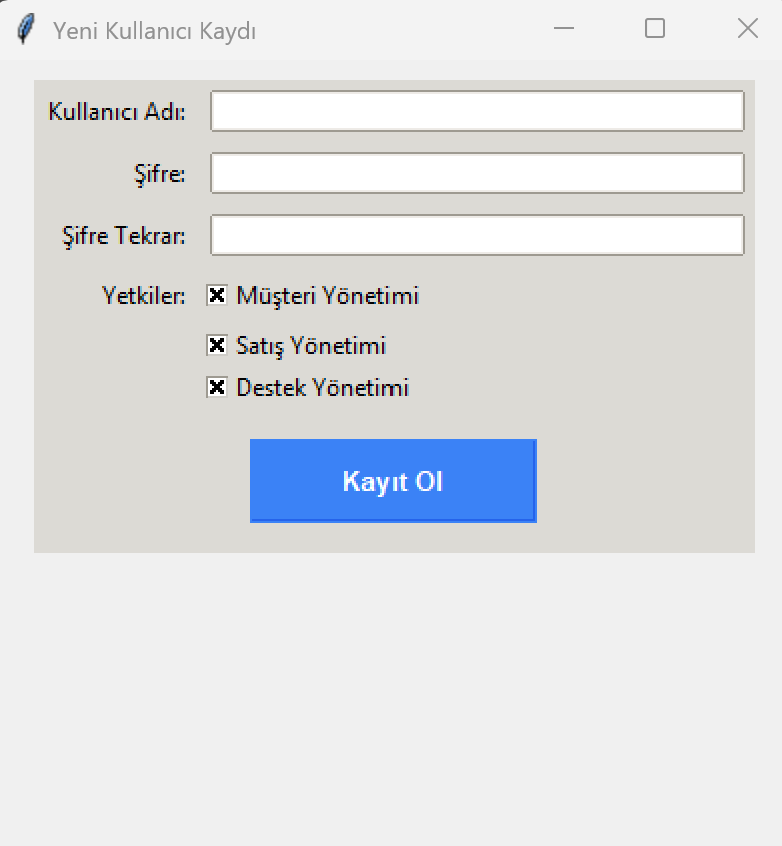 Yeni Kullanıcı Kaydı
Kullanıcı Adı:
Şifre:
Şifre Tekrar:
Yetkiler: Müşteri Yönetimi
Satış Yönetimi
Destek Yönetimi
Kayıt Ol